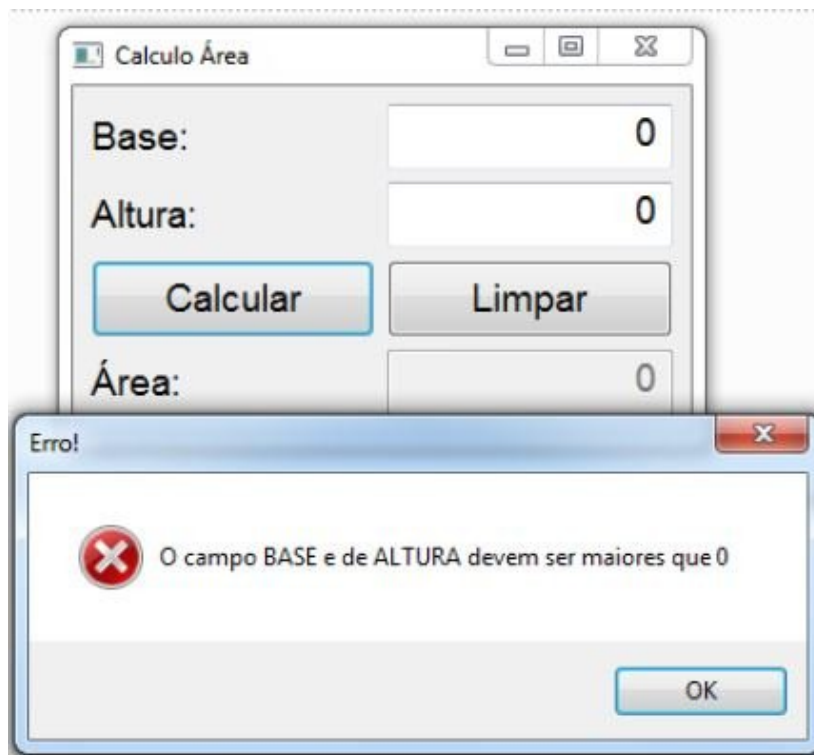 Calculo Área
Base: 0
Altura: 0
Calcular Limpar
Área: 0
Erro!
O campo BASE e de ALTURA devem ser maiores que 0
OK